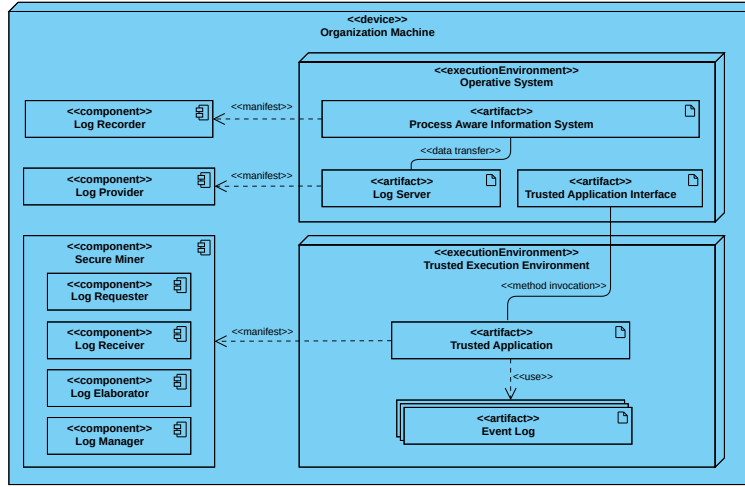 <<device>>
Organization Machine
<<executionEnvironment>>
Operative System
<<component>>
Log Recorder
<<manifest>>
<<artifact>>
Process Aware Information System
<<data transfer>>
<<component>>
Log Provider
<<manifest>>
<<artifact>>
Log Server
<<artifact>>
Trusted Application Interface
<<component>>
Secure Miner
<<component>>
Log Requester
<<component>>
Log Receiver
<<component>>
Log Elaborator
<<component>>
Log Manager
<<manifest>>
<<executionEnvironment>>
Trusted Execution Environment
<<method invocation>>
<<artifact>>
Trusted Application
<<use>>
<<artifact>>
Event Log